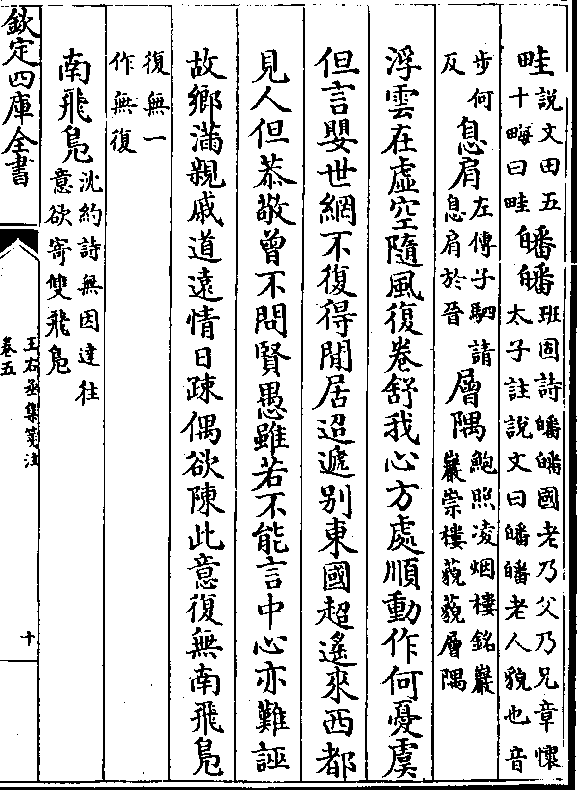 畦說文田五十畮曰畦皤皤班固詩皤皤國老乃父乃兄章懷太子註說文曰皤皤老人貌也音
步何反息肩左傳子駟請息肩於晉層隅鮑照凌烟樓銘巖巖崇樓藐藐層隅
浮雲在虛空隨風復卷舒我心方處順動作何憂虞
但言嬰世網不復得閒居迢遞别東國超遙來西都
見人但恭敬曾不問賢愚雖若不能言中心亦難誣
故鄉滿親戚道遠情日疎偶欲陳此意復無南飛鳬
復無一作無復
南飛鳬沈約詩無因達往意欲寄雙飛鳬
欽定四庫全書
王右丞集箋注
卷五
十